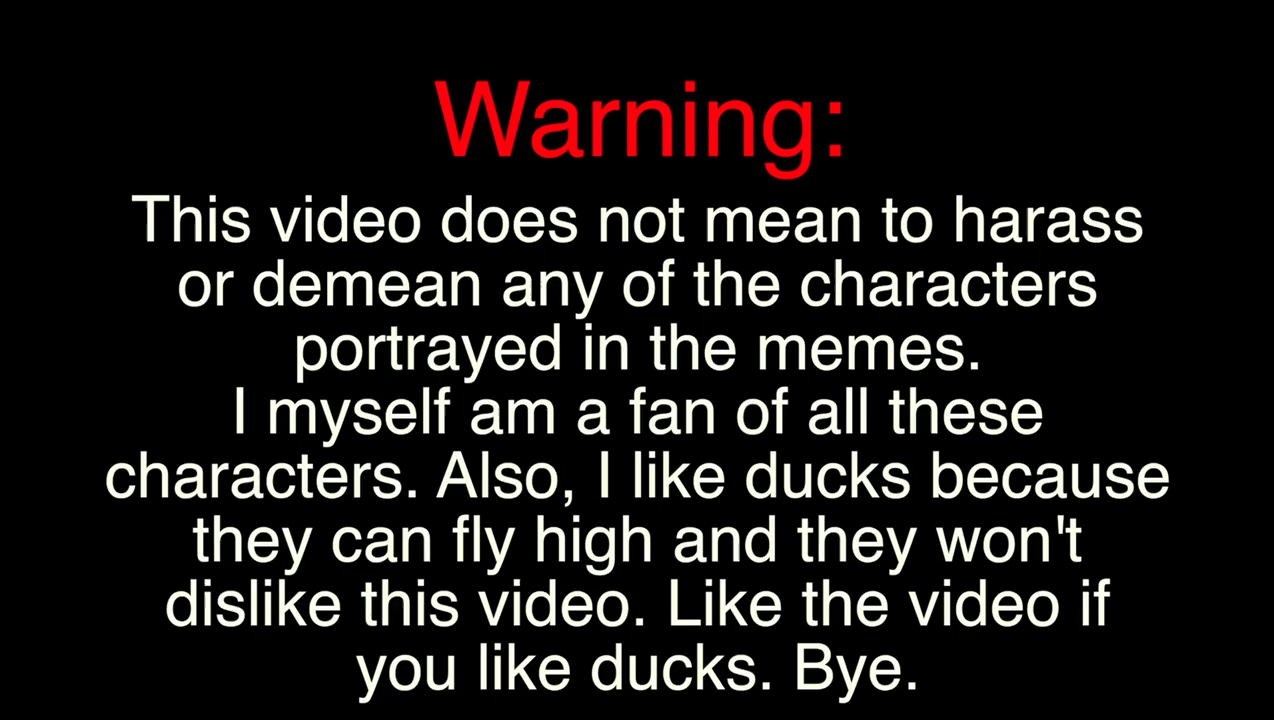 Warning:
This video does not mean to harass
or demean any of the characters
portrayed in the memes.
I myself am a fan of all these
characters. Also, I like ducks because
they can fly high and they won't
dislike this video. Like the video if
you like ducks. Bye.